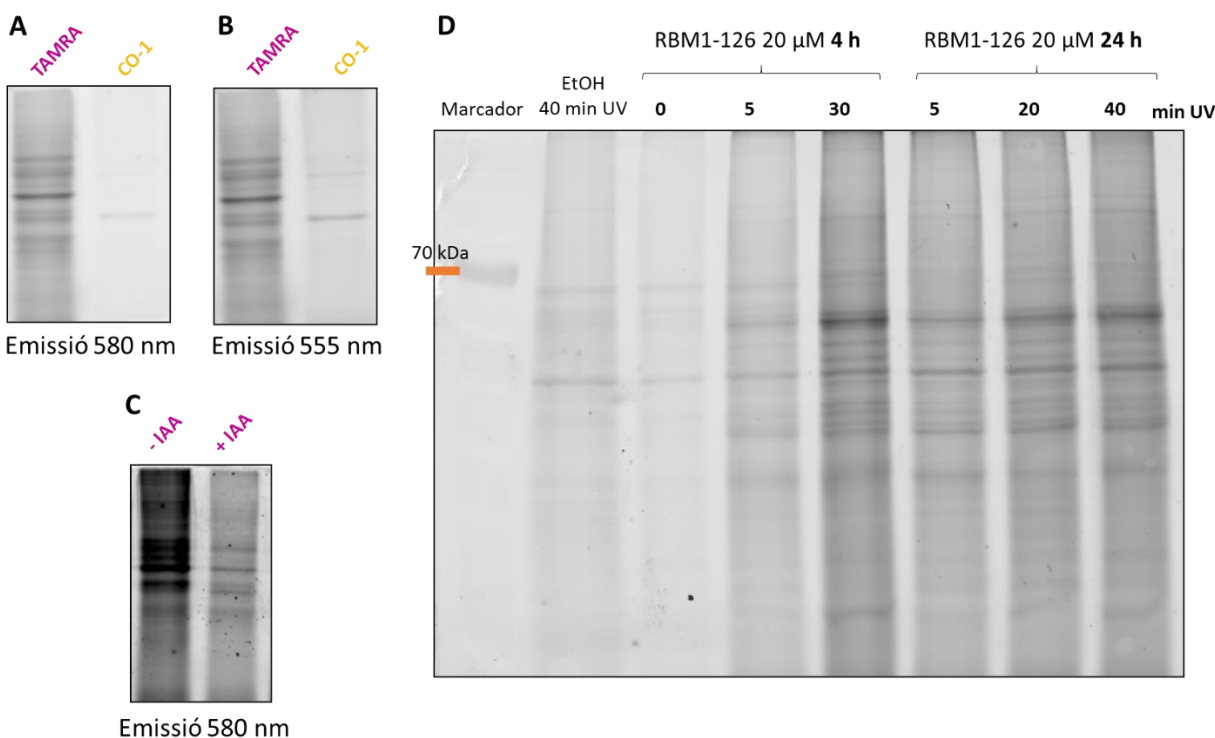 A
TAMRA
CO-1
Emissió 580 nm
B
TAMRA
CO-1
Emissió 555 nm
C
- IAA
+ IAA
Emissió 580 nm
D
RBM1-126 20 µM 4 h
RBM1-126 20 µM 24 h
EtOH
Marcador 40 min UV 0 5 30 5 20 40 min UV
70 kDa